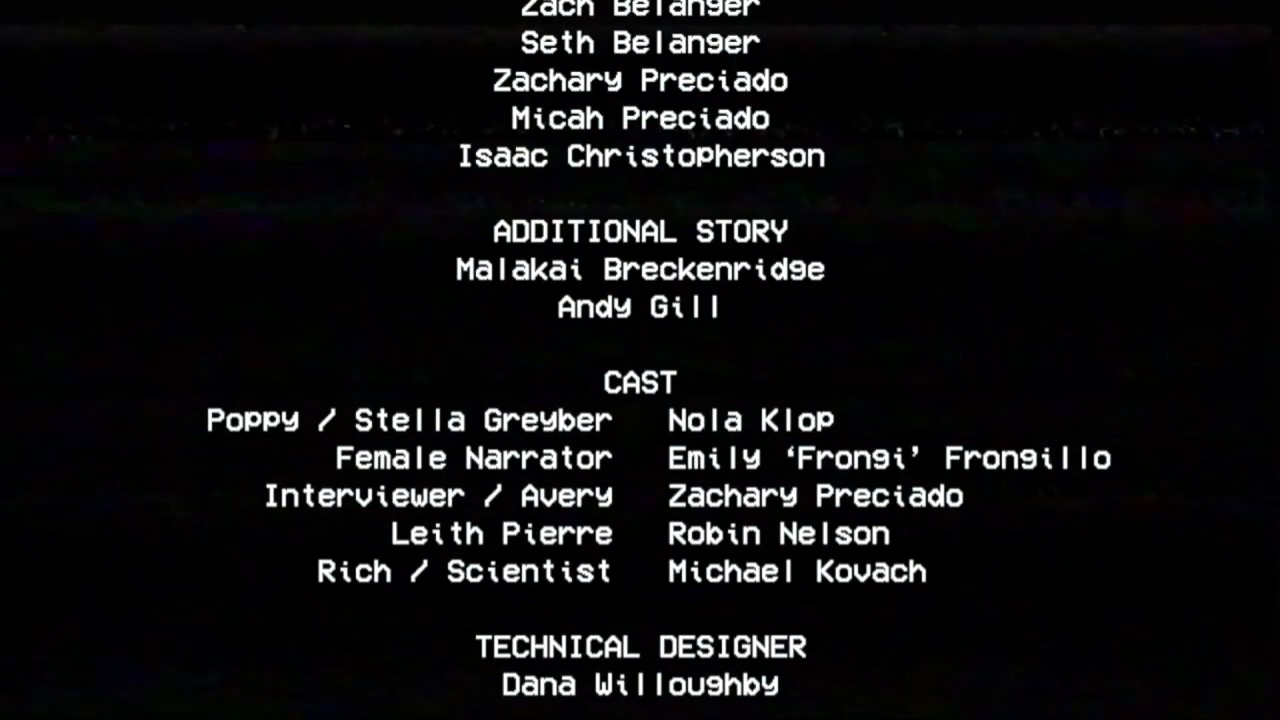 Zach Belanger
Seth Belanger
Zachary Preciado
Micah Preciado
Isaac Christopherson
ADDITIONAL STORY
Malakai Breckenridge
Andy Gill
CAST
Poppy / Stella Greyber Nola Klop
Female Narrator Emily ‘Frongi’ Frongillo
Interviewer / Avery Zachary Preciado
Leith Pierre Robin Nelson
Rich / Scientist Michael Kovach
TECHNICAL DESIGNER
Dana Willoughby